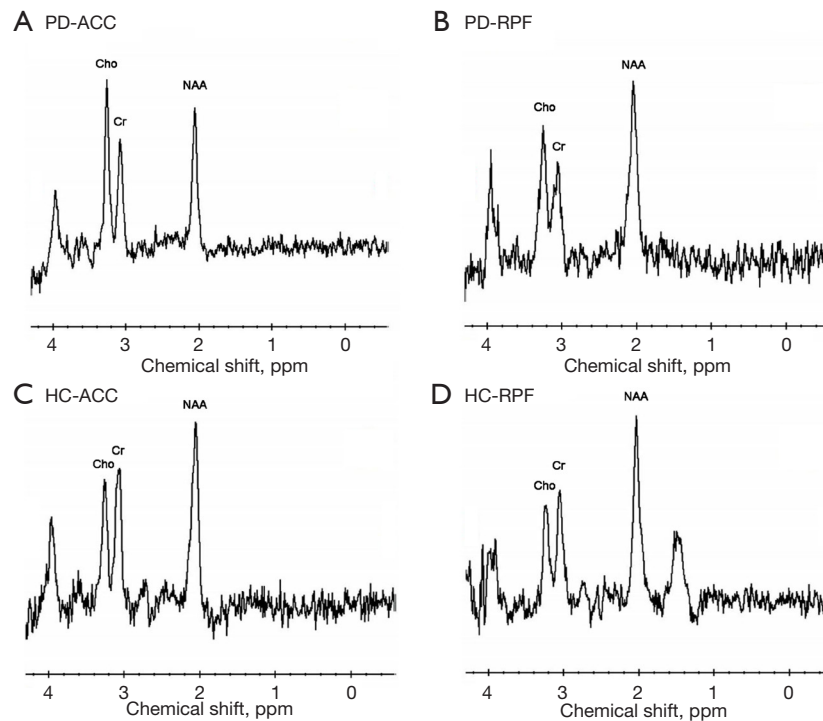 A PD-ACC
Cho
Cr
NAA
4 3 2 1 0
Chemical shift, ppm
B PD-RPF
NAA
Cho
Cr
4 3 2 1 0
Chemical shift, ppm
C HC-ACC
NAA
Cr
Cho
4 3 2 1 0
Chemical shift, ppm
D HC-RPF
NAA
Cr
Cho
4 3 2 1 0
Chemical shift, ppm